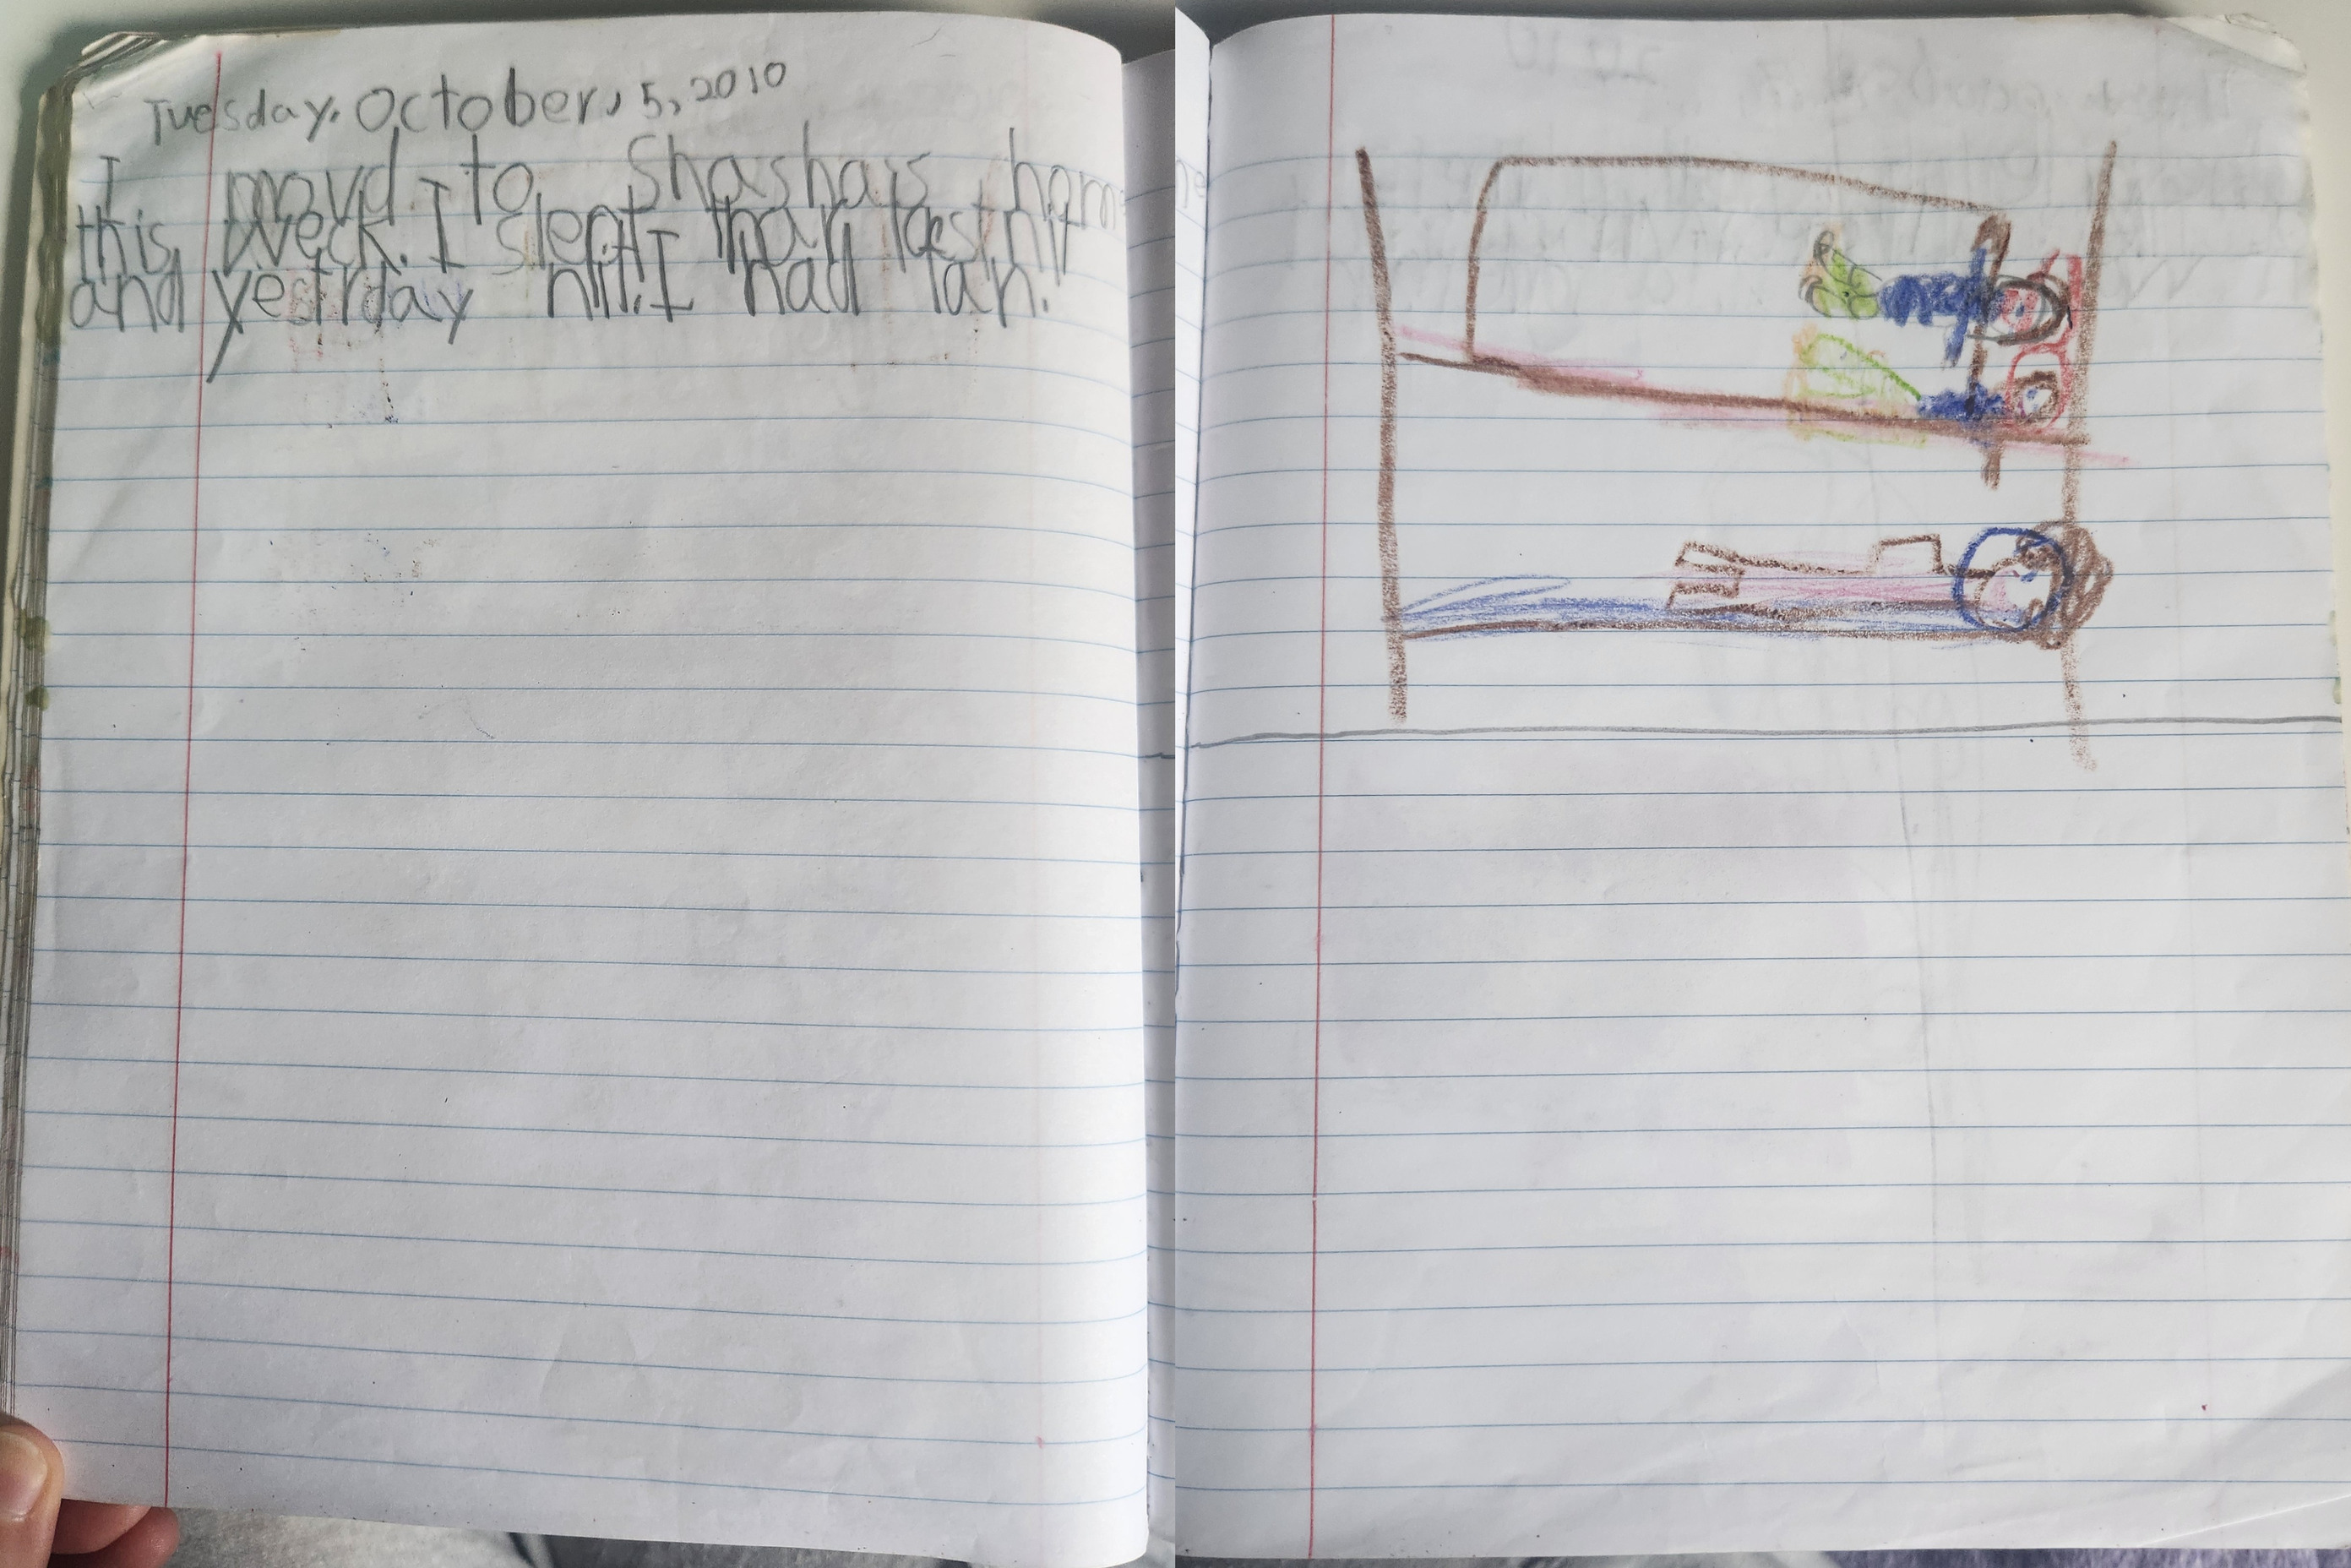 Tuesday. October, 5, 2010
I movd to Shasha's home
this week. I slept thar last nit
and yestrday nit. I had fan.